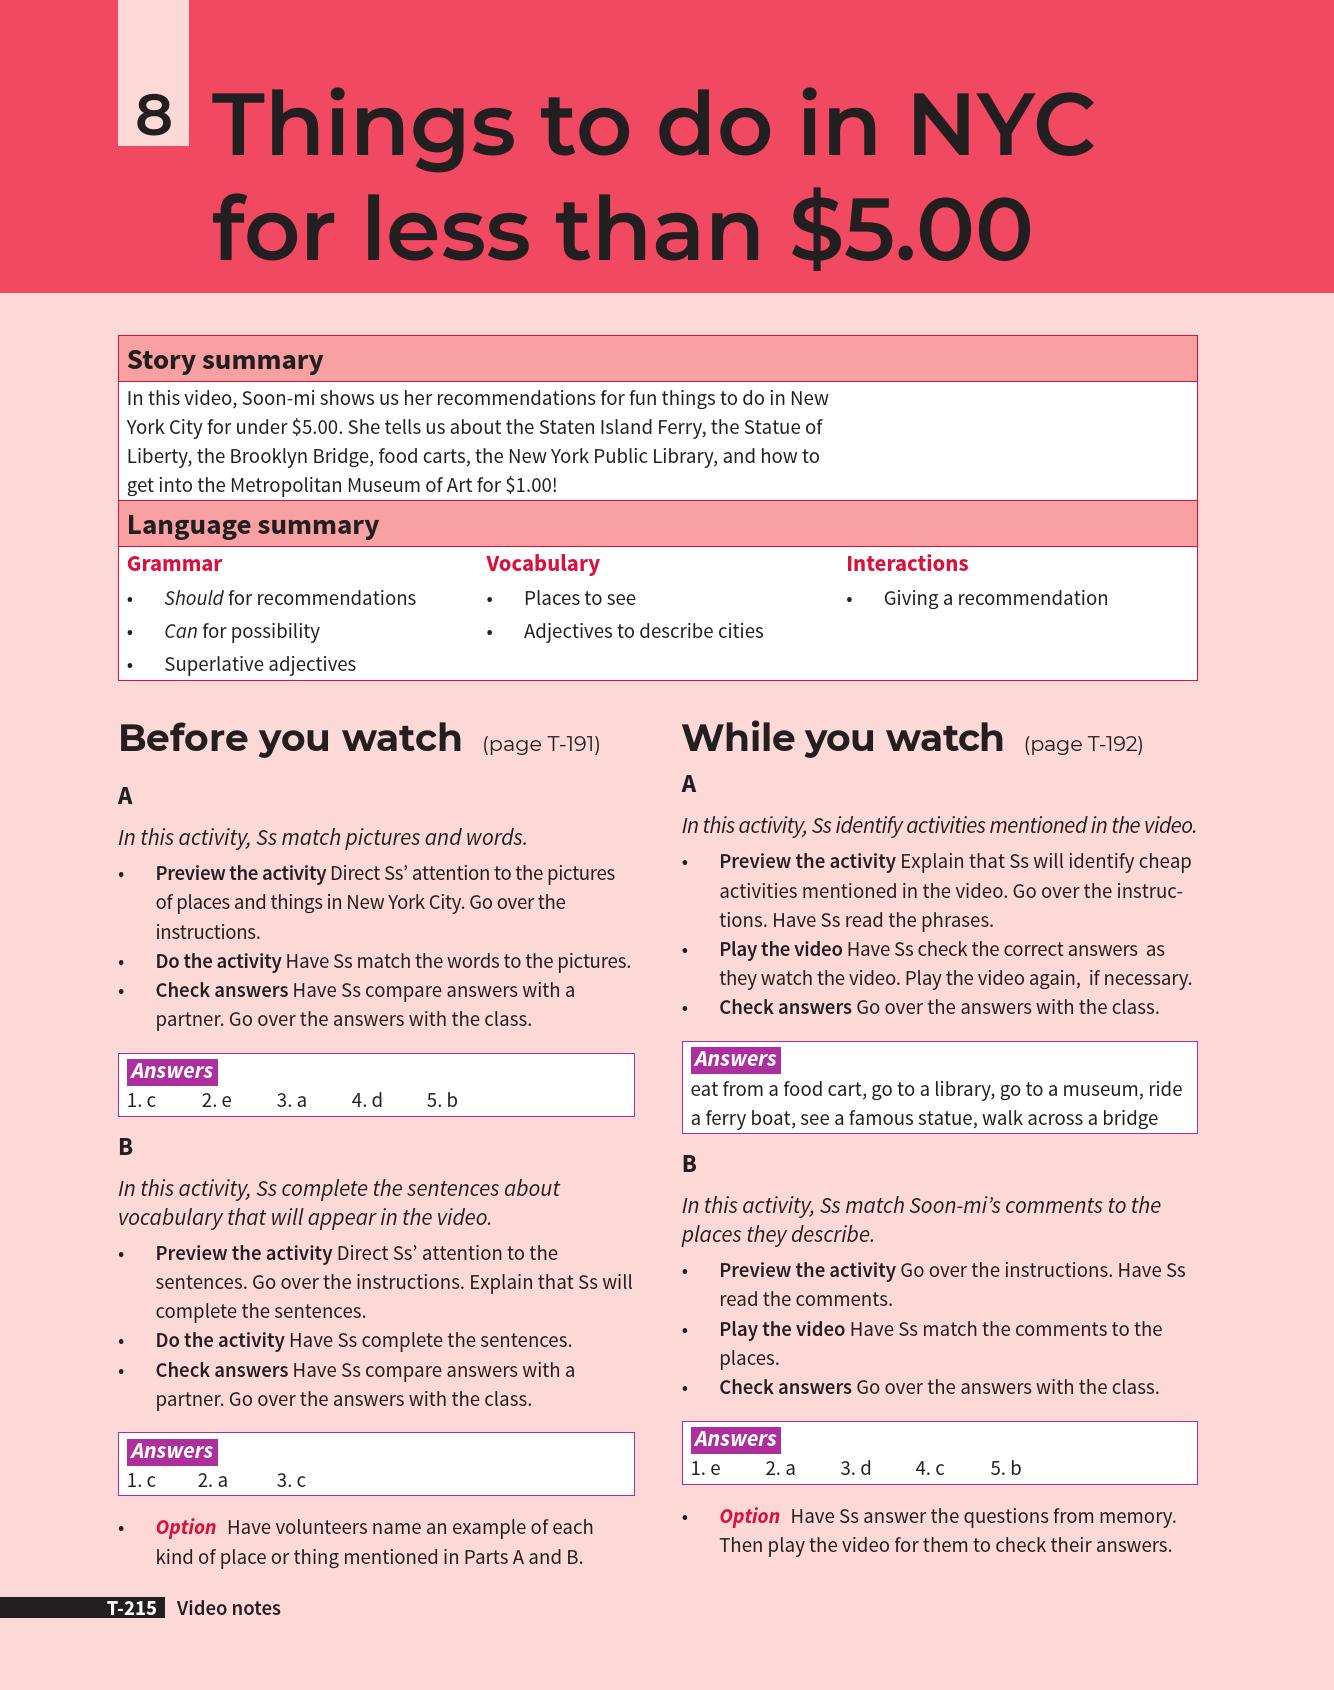 8
Things to do in NYC
for less than $5.00
Story summary
In this video, Soon-mi shows us her recommendations for fun things to do in New
York City for under $5.00. She tells us about the Staten Island Ferry, the Statue of
Liberty, the Brooklyn Bridge, food carts, the New York Public Library, and how to
get into the Metropolitan Museum of Art for $1.00!
Language summary
Grammar
• Should for recommendations
• Can for possibility
• Superlative adjectives
Vocabulary
• Places to see
• Adjectives to describe cities
Interactions
• Giving a recommendation
Before you watch (page T-191)
A
In this activity, Ss match pictures and words.
• Preview the activity Direct Ss’ attention to the pictures
of places and things in New York City. Go over the
instructions.
• Do the activity Have Ss match the words to the pictures.
• Check answers Have Ss compare answers with a
partner. Go over the answers with the class.
Answers
1. c 2. e 3. a 4. d 5. b
B
In this activity, Ss complete the sentences about
vocabulary that will appear in the video.
• Preview the activity Direct Ss’ attention to the
sentences. Go over the instructions. Explain that Ss will
complete the sentences.
• Do the activity Have Ss complete the sentences.
• Check answers Have Ss compare answers with a
partner. Go over the answers with the class.
Answers
1. c 2. a 3. c
• Option Have volunteers name an example of each
kind of place or thing mentioned in Parts A and B.
While you watch (page T-192)
A
In this activity, Ss identify activities mentioned in the video.
• Preview the activity Explain that Ss will identify cheap
activities mentioned in the video. Go over the instruc-
tions. Have Ss read the phrases.
• Play the video Have Ss check the correct answers as
they watch the video. Play the video again, if necessary.
• Check answers Go over the answers with the class.
Answers
eat from a food cart, go to a library, go to a museum, ride
a ferry boat, see a famous statue, walk across a bridge
B
In this activity, Ss match Soon-mi’s comments to the
places they describe.
• Preview the activity Go over the instructions. Have Ss
read the comments.
• Play the video Have Ss match the comments to the
places.
• Check answers Go over the answers with the class.
Answers
1. e 2. a 3. d 4. c 5. b
• Option Have Ss answer the questions from memory.
Then play the video for them to check their answers.
T-215 Video notes